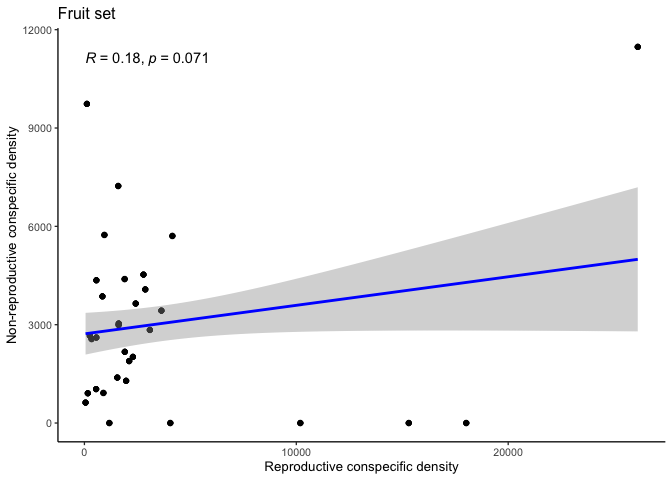 Fruit set
R = 0.18, p = 0.071
12000
9000
6000
3000
0
Non-reproductive conspecific density
0
10000
20000
Reproductive conspecific density